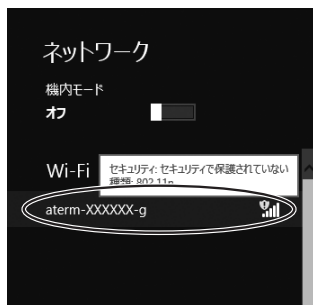 ネットワーク
機内モード
オフ
Wi-Fi
セキュリティ: セキュリティで保護されていない
種類: 802.11n
aterm-XXXXXX-g